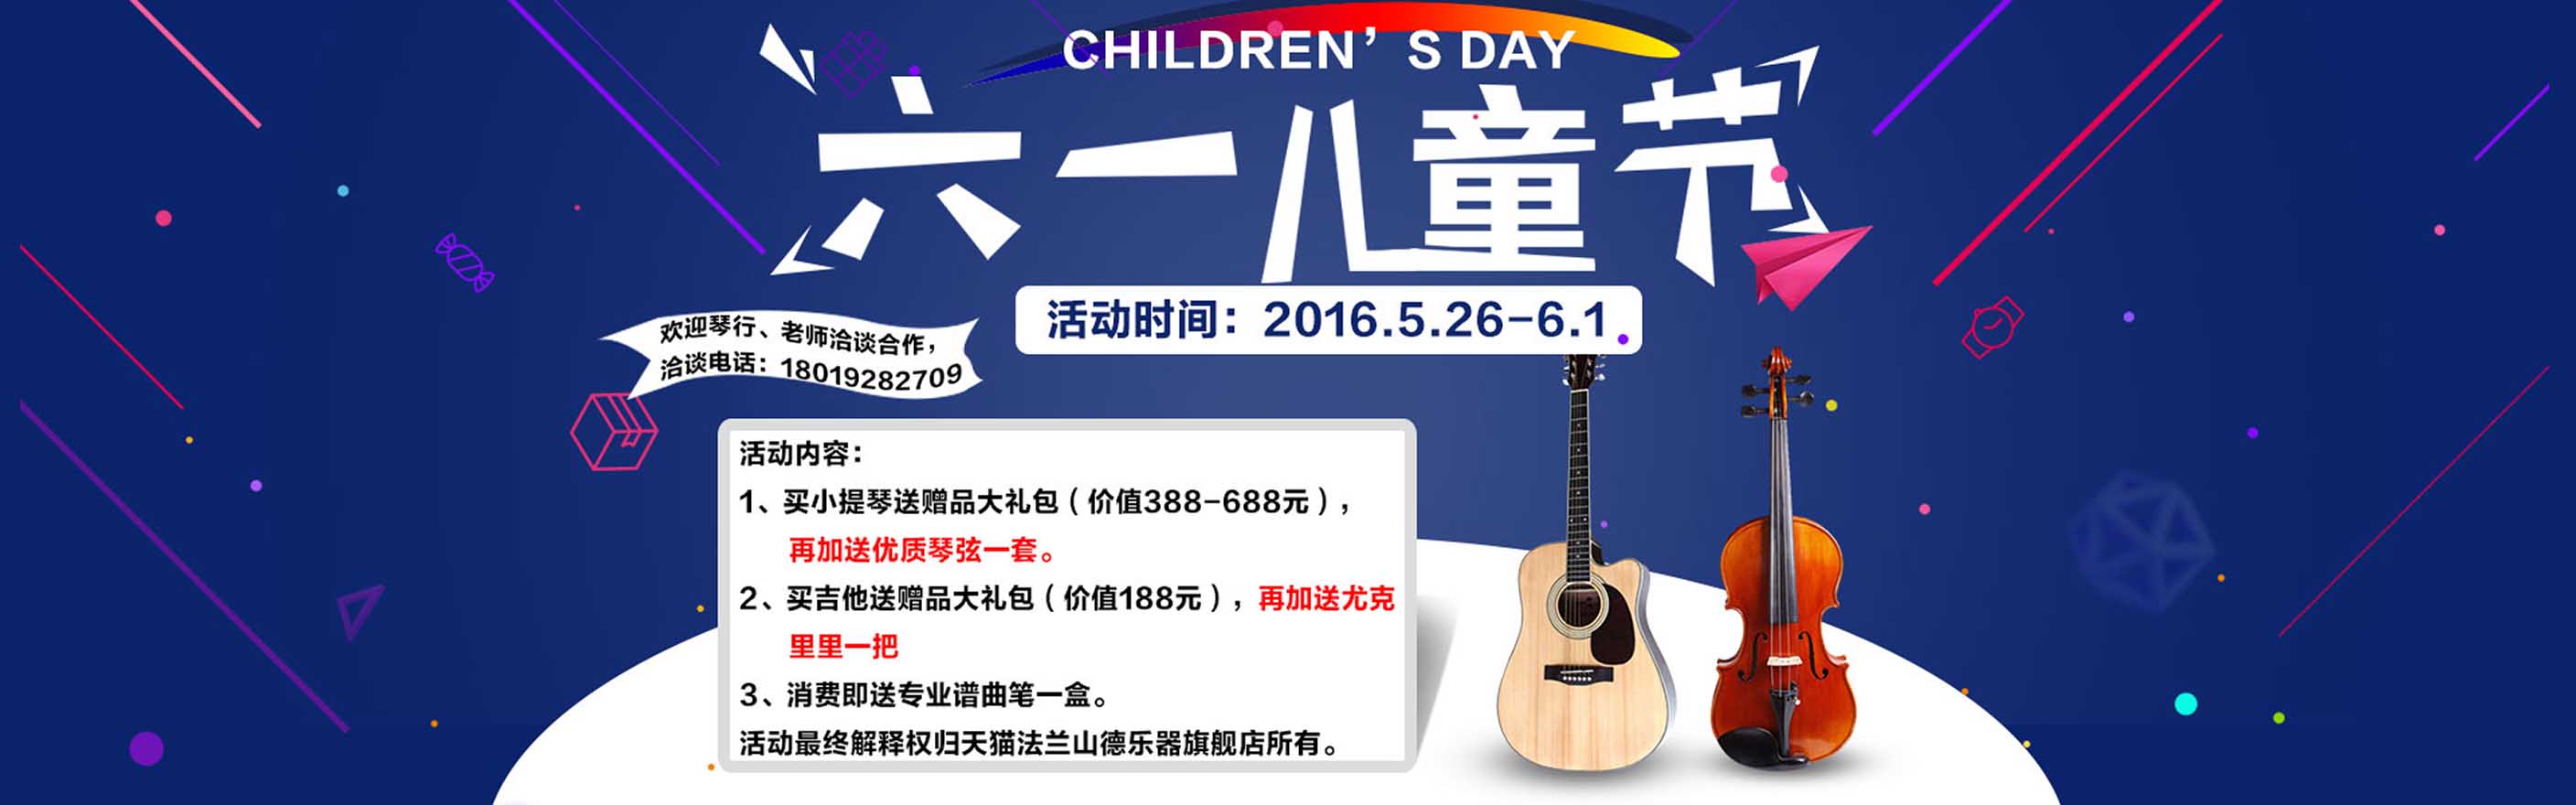 CHILDREN’S DAY
六一儿童节
活动时间：2016.5.26-6.1
欢迎琴行、老师洽谈合作，
洽谈电话：18019282709
活动内容：
1、买小提琴送赠品大礼包（价值388-688元），
再加送优质琴弦一套。
2、买吉他送赠品大礼包（价值188元），再加送尤克
里里一把
3、消费即送专业谱曲笔一盒。
活动最终解释权归天猫法兰山德乐器旗舰店所有。